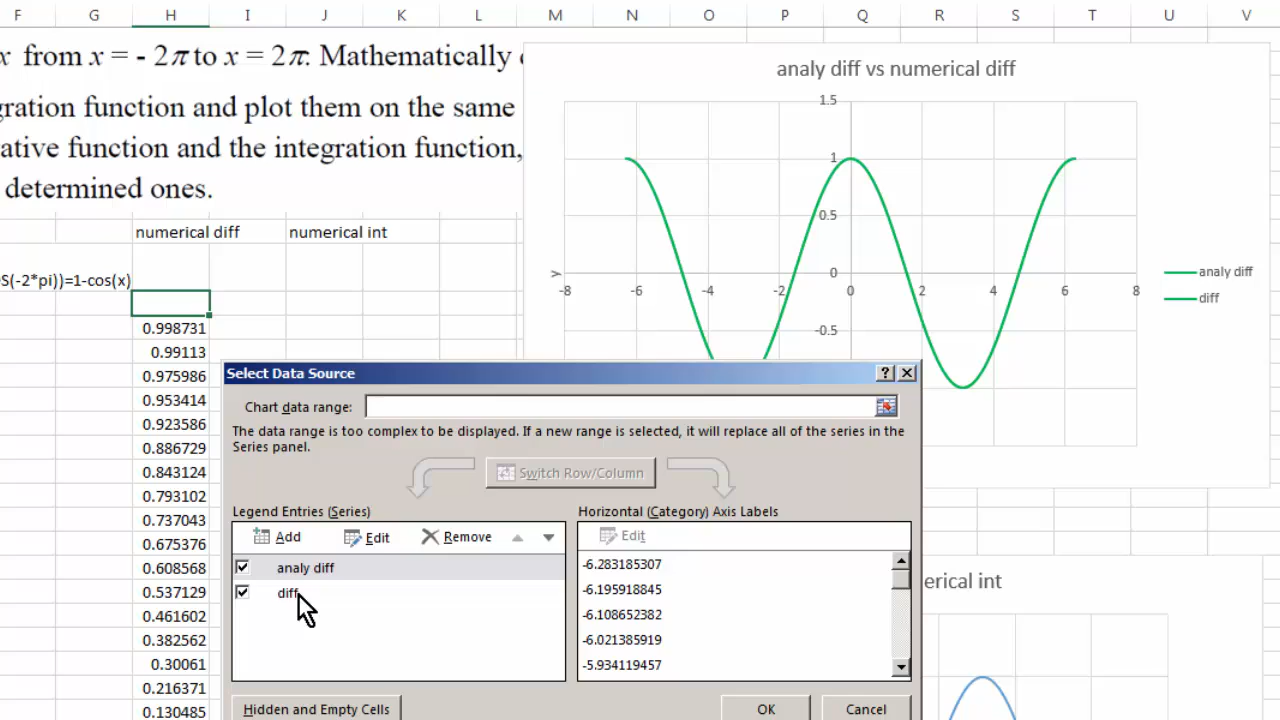 F G H I J K L M N O P Q R S T U V
x from x = - 2π to x = 2π. Mathematically
gration function and plot them on the same
ative function and the integration function,
determined ones.
numerical diff numerical int
S(-2*pi))=1-cos(x)
0.998731
0.99113
0.975986
0.953414
0.923586
0.886729
0.843124
0.793102
0.737043
0.675376
0.608568
0.537129
0.461602
0.382562
0.30061
0.216371
0.130485
analy diff vs numerical diff
1.5
1
0.5
0
-0.5
y
-8 -6 -4 -2 0 2 4 6 8
analy diff
diff
Select Data Source
Chart data range:
The data range is too complex to be displayed. If a new range is selected, it will replace all of the series in the
Series panel.
Switch Row/Column
Legend Entries (Series)
Add Edit Remove
analy diff
diff
Horizontal (Category) Axis Labels
Edit
-6.283185307
-6.195918845
-6.108652382
-6.021385919
-5.934119457
Hidden and Empty Cells
OK Cancel
erical int